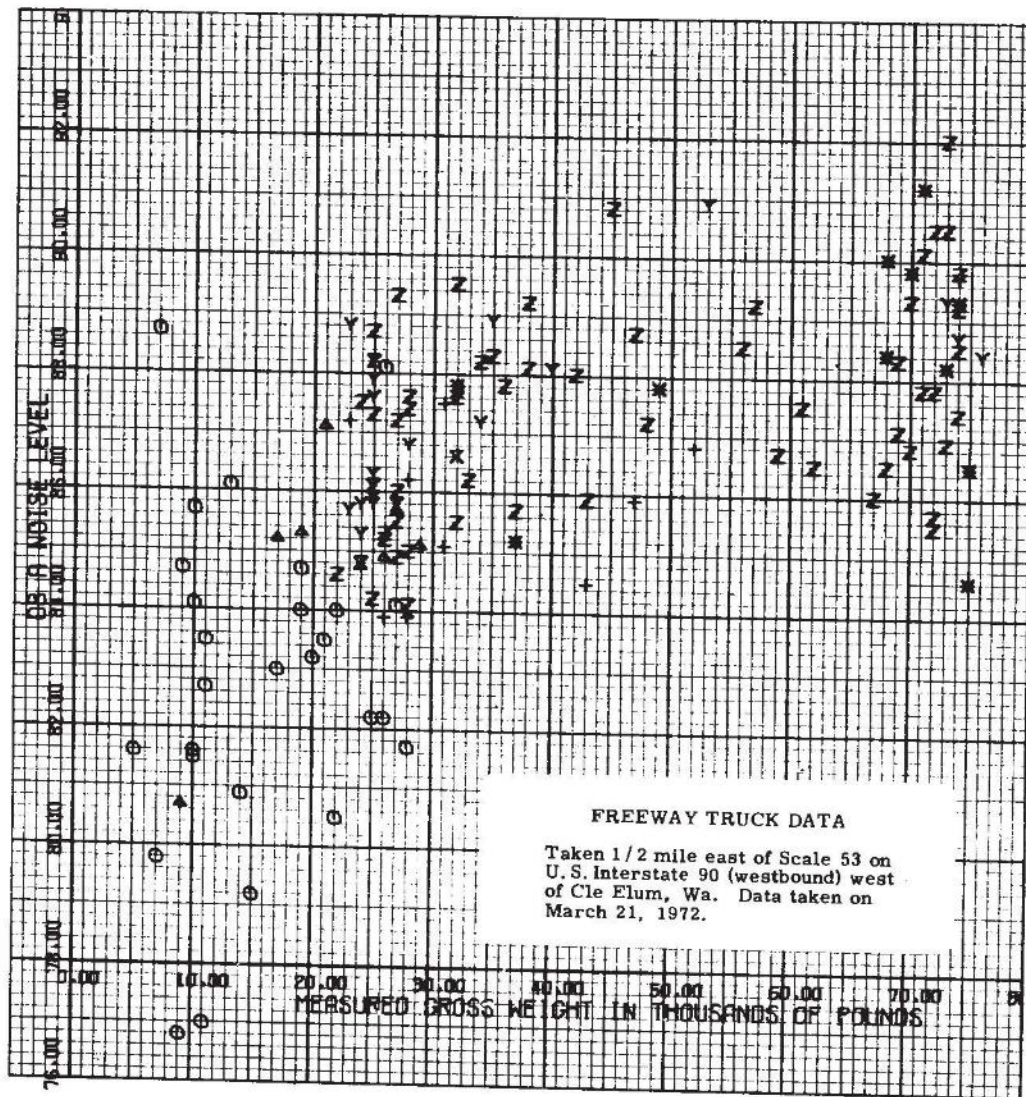 92.00
90.00
88.00
86.00
84.00
82.00
80.00
78.00
76.00
DB A NOISE LEVEL
0.00 10.00 20.00 30.00 40.00 50.00 60.00 70.00
MEASURED GROSS WEIGHT IN THOUSANDS OF POUNDS
FREEWAY TRUCK DATA
Taken 1/2 mile east of Scale 53 on
U.S. Interstate 90 (westbound) west
of Cle Elum, Wa. Data taken on
March 21, 1972.